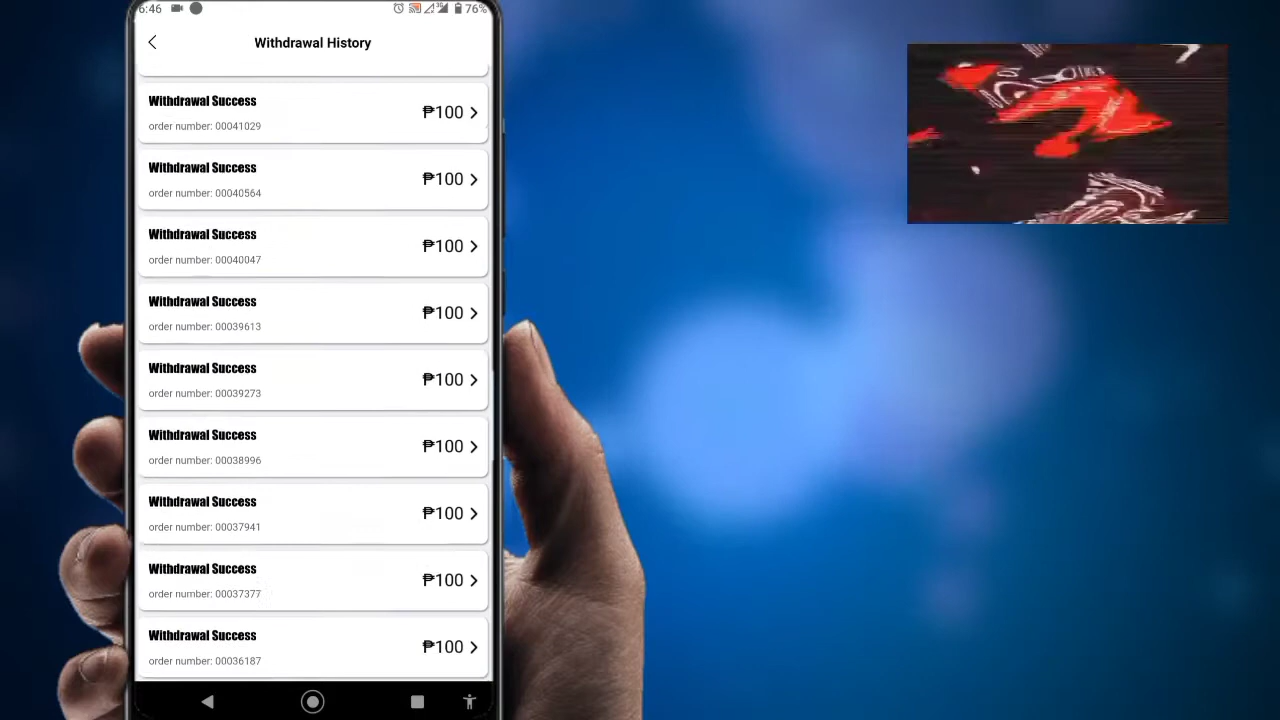 6:46
76%
Withdrawal History
Withdrawal Success
₱100
order number: 00041029
Withdrawal Success
₱100
order number: 00040564
Withdrawal Success
₱100
order number: 00040047
Withdrawal Success
₱100
order number: 00039613
Withdrawal Success
₱100
order number: 00039273
Withdrawal Success
₱100
order number: 00038996
Withdrawal Success
₱100
order number: 00037941
Withdrawal Success
₱100
order number: 00037377
Withdrawal Success
₱100
order number: 00036187